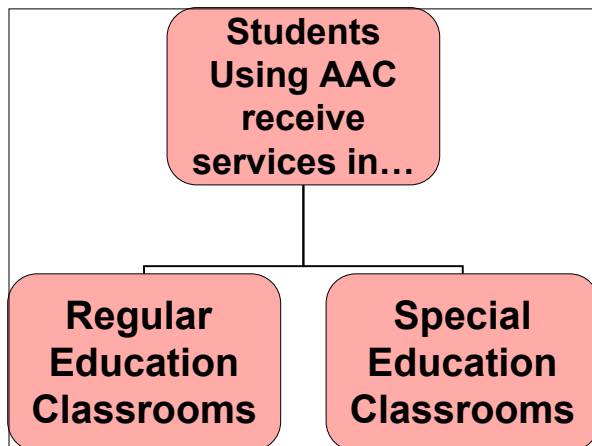 Students
Using AAC
receive
services in…
Regular
Education
Classrooms
Special
Education
Classrooms